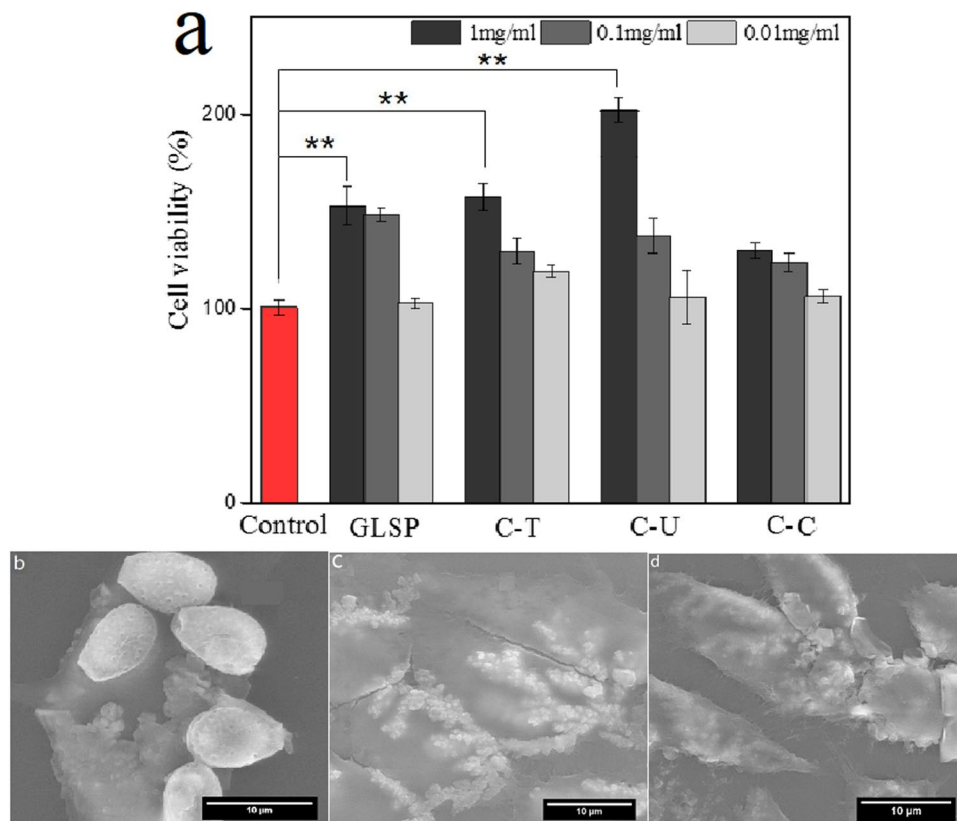 a
1mg/ml 0.1mg/ml 0.01mg/ml
**
**
**
Cell viability (%)
200
100
0
Control GLSP C-T C-U C-C
b
C
d
10 μm
10 μm
10 μm